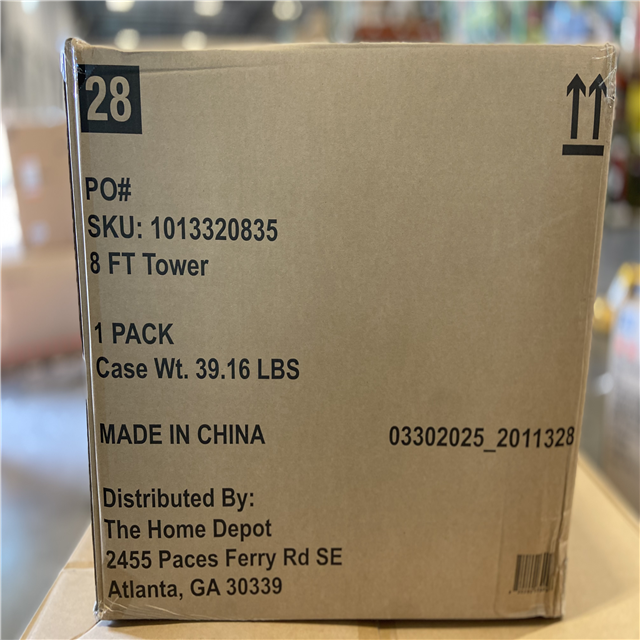 28
PO#
SKU: 1013320835
8 FT Tower
1 PACK
Case Wt. 39.16 LBS
MADE IN CHINA
03302025_2011328
Distributed By:
The Home Depot
2455 Paces Ferry Rd SE
Atlanta, GA 30339